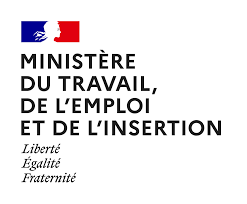 MINISTÈRE
DU TRAVAIL,
DE L'EMPLOI
ET DE L'INSERTION
Liberté
Égalité
Fraternité